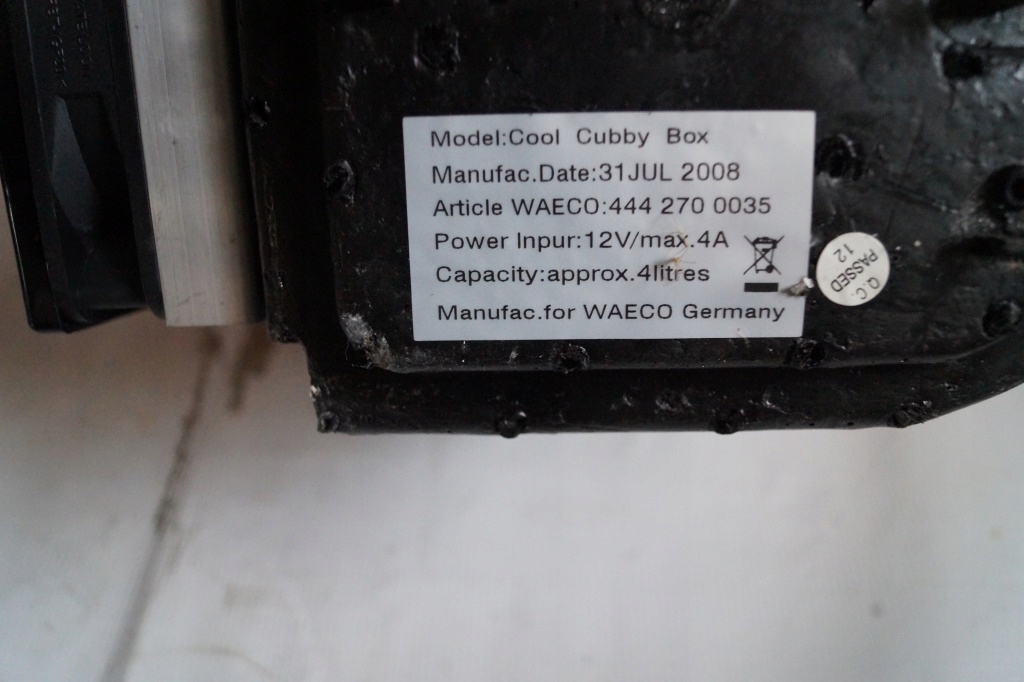 Model:Cool Cubby Box
Manufac.Date:31JUL 2008
Article WAECO:444 270 0035
Power Inpur:12V/max.4A
Capacity:approx.4litres
Manufac.for WAECO Germany
Q.C.
PASSED
12